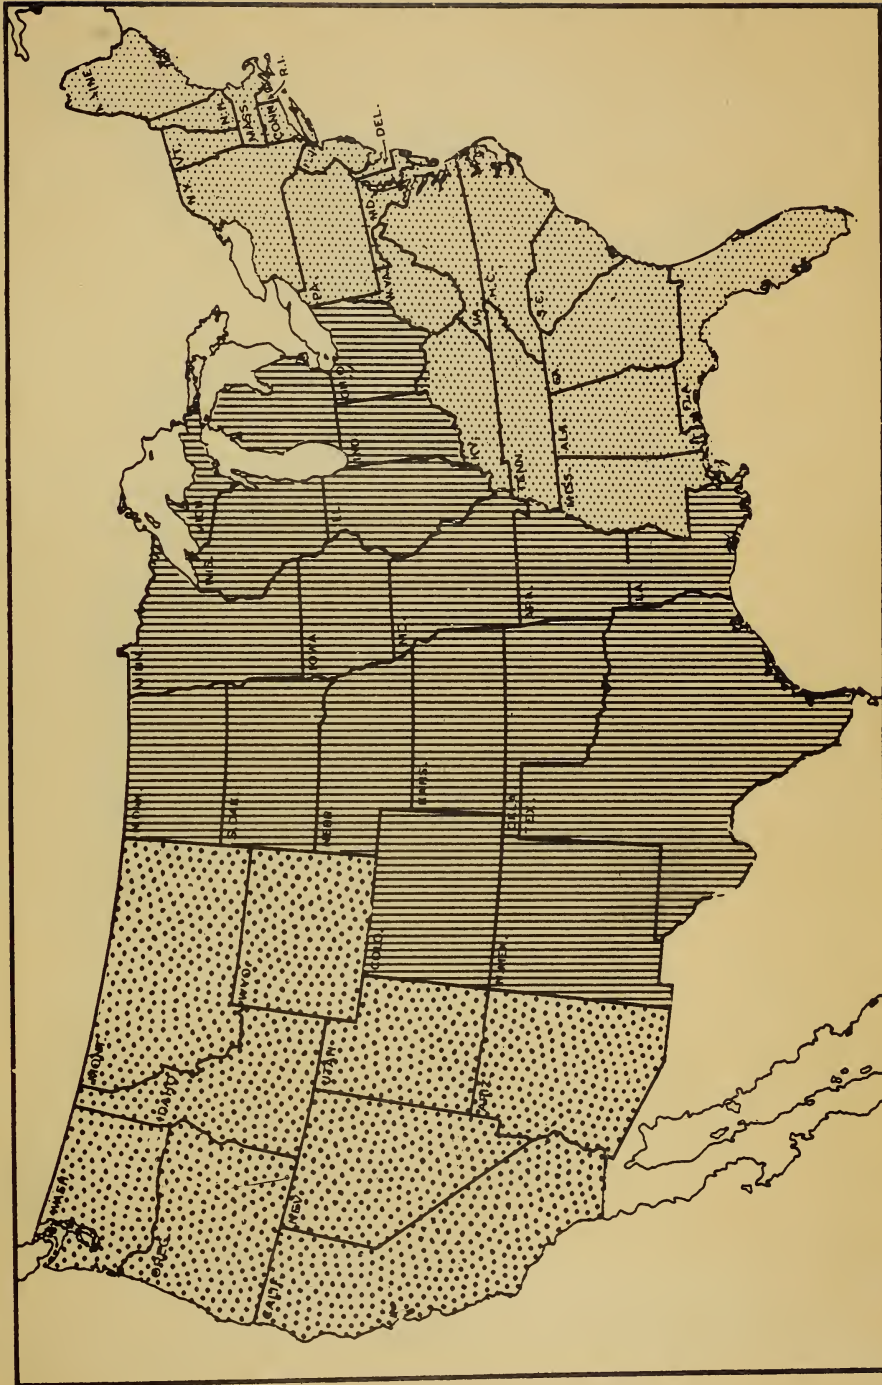 WASH.
OREG.
CALIF.
NEV.
IDAHO
MONT.
WYO.
UTAH
ARIZ.
COLO.
N.MEX.
N.DAK.
S.DAK.
NEBR.
KANS.
OKLA.
TEX.
MINN.
IOWA
MO.
ARK.
LA.
WIS.
MICH.
ILL.
IND.
OHIO
KY.
TENN.
MISS.
ALA.
GA.
FLA.
S.C.
N.C.
VA.
W.VA.
MD.
DEL.
PA.
N.J.
N.Y.
VT.
N.H.
MAINE
MASS.
CONN.
R.I.